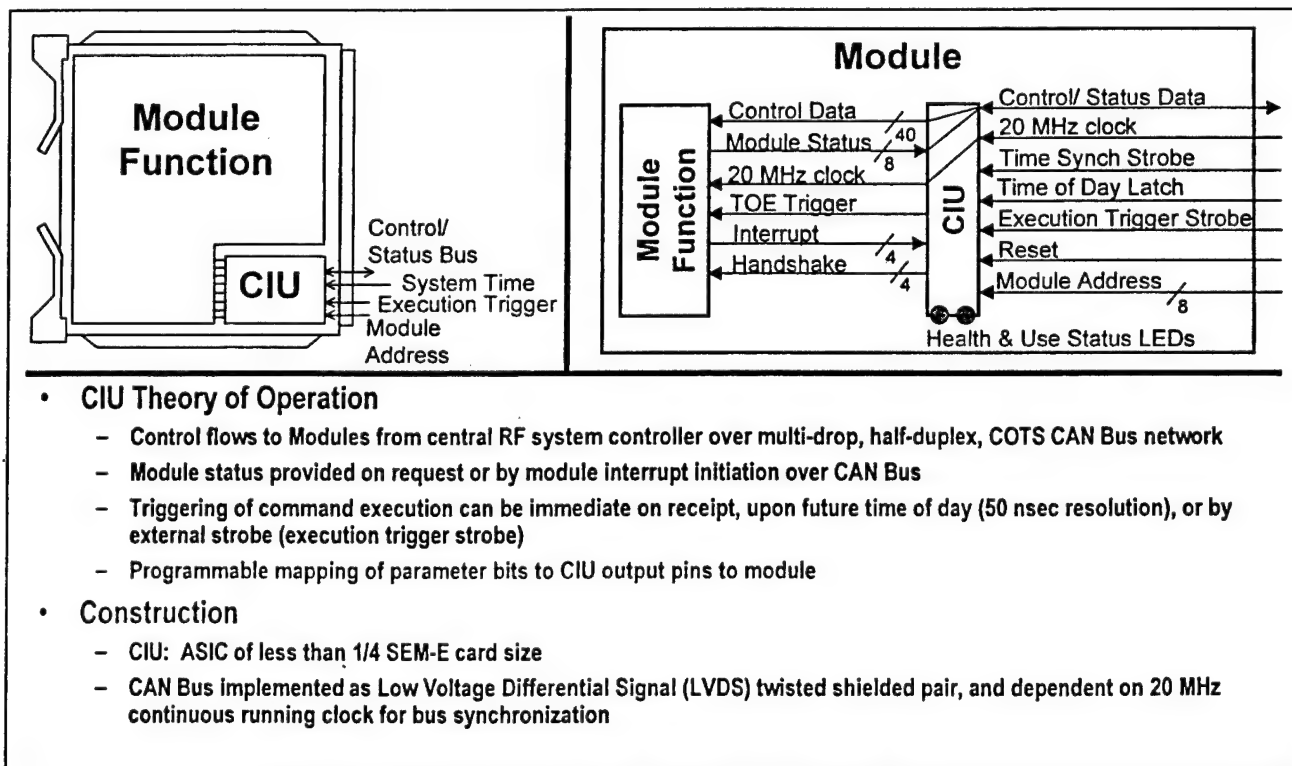 Module
Function
CIU
Control/
Status Bus
System Time
Execution Trigger
Module
Address
Module
Module
Function
Control Data
40
Module Status
8
20 MHz clock
TOE Trigger
Interrupt
4
Handshake
4
CIU
Control/ Status Data
20 MHz clock
Time Synch Strobe
Time of Day Latch
Execution Trigger Strobe
Reset
Module Address
8
Health & Use Status LEDs
• CIU Theory of Operation
– Control flows to Modules from central RF system controller over multi-drop, half-duplex, COTS CAN Bus network
– Module status provided on request or by module interrupt initiation over CAN Bus
– Triggering of command execution can be immediate on receipt, upon future time of day (50 nsec resolution), or by
external strobe (execution trigger strobe)
– Programmable mapping of parameter bits to CIU output pins to module
• Construction
– CIU: ASIC of less than 1/4 SEM-E card size
– CAN Bus implemented as Low Voltage Differential Signal (LVDS) twisted shielded pair, and dependent on 20 MHz
continuous running clock for bus synchronization